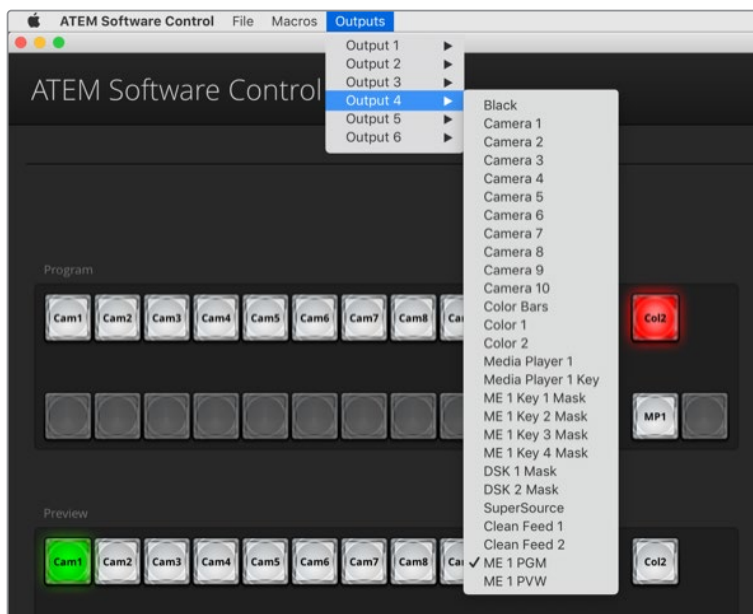 ATEM Software Control File Macros Outputs
Output 1
Output 2
Output 3
Output 4
Output 5
Output 6
ATEM Software Control
Black
Camera 1
Camera 2
Camera 3
Camera 4
Camera 5
Camera 6
Camera 7
Camera 8
Camera 9
Camera 10
Color Bars
Color 1
Color 2
Media Player 1
Media Player 1 Key
ME 1 Key 1 Mask
ME 1 Key 2 Mask
ME 1 Key 3 Mask
ME 1 Key 4 Mask
DSK 1 Mask
DSK 2 Mask
SuperSource
Clean Feed 1
Clean Feed 2
ME 1 PGM
ME 1 PVW
Program
Cam1 Cam2 Cam3 Cam4 Cam5 Cam6 Cam7 Cam8 Col2
MP1
Preview
Cam1 Cam2 Cam3 Cam4 Cam5 Cam6 Cam7 Cam8 Col2